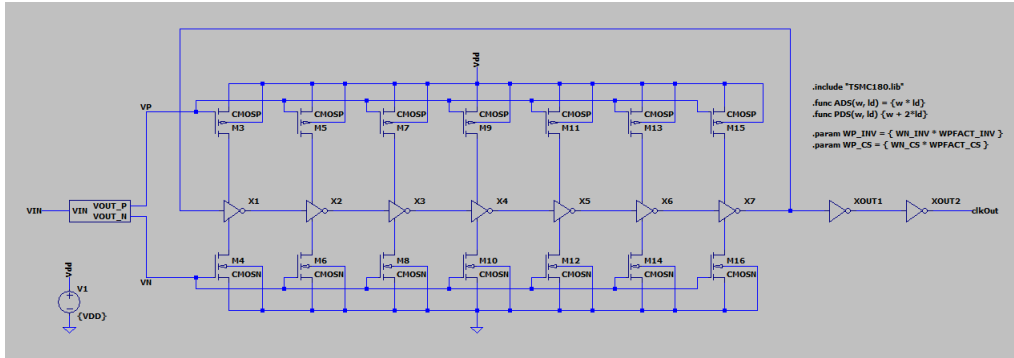 Vdd
.include "TSMC180.lib"
.func ADS(w, ld) = {w * ld}
.func PDS(w, ld) {w + 2*ld}
.param WP_INV = { WN_INV * WPFACT_INV }
.param WP_CS = { WN_CS * WPFACT_CS }
VP
CMOSP CMOSP CMOSP CMOSP CMOSP CMOSP CMOSP
M3 M5 M7 M9 M11 M13 M15
X1 X2 X3 X4 X5 X6 X7 XOUT1 XOUT2
VIN VIN VOUT_P
VOUT_N
clkOut
M4 M6 M8 M10 M12 M14 M16
CMOSN CMOSN CMOSN CMOSN CMOSN CMOSN CMOSN
VN
Vdd
V1
{VDD}